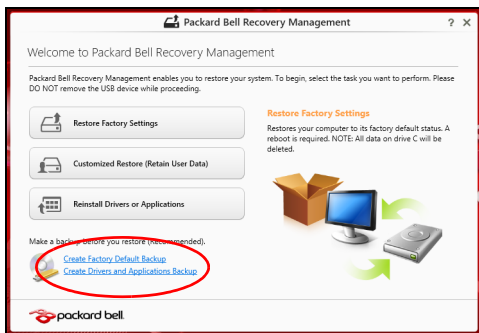 Packard Bell Recovery Management
? X
Welcome to Packard Bell Recovery Management
Packard Bell Recovery Management enables you to restore your system. To begin, select the task you want to perform. Please
DO NOT remove the USB device while proceeding.
Restore Factory Settings
Customized Restore (Retain User Data)
Reinstall Drivers or Applications
Restore Factory Settings
Restores your computer to its factory default status. A
reboot is required. NOTE: All data on drive C will be
deleted.
Make a backup before you restore (Recommended).
Create Factory Default Backup
Create Drivers and Applications Backup
packard bell.